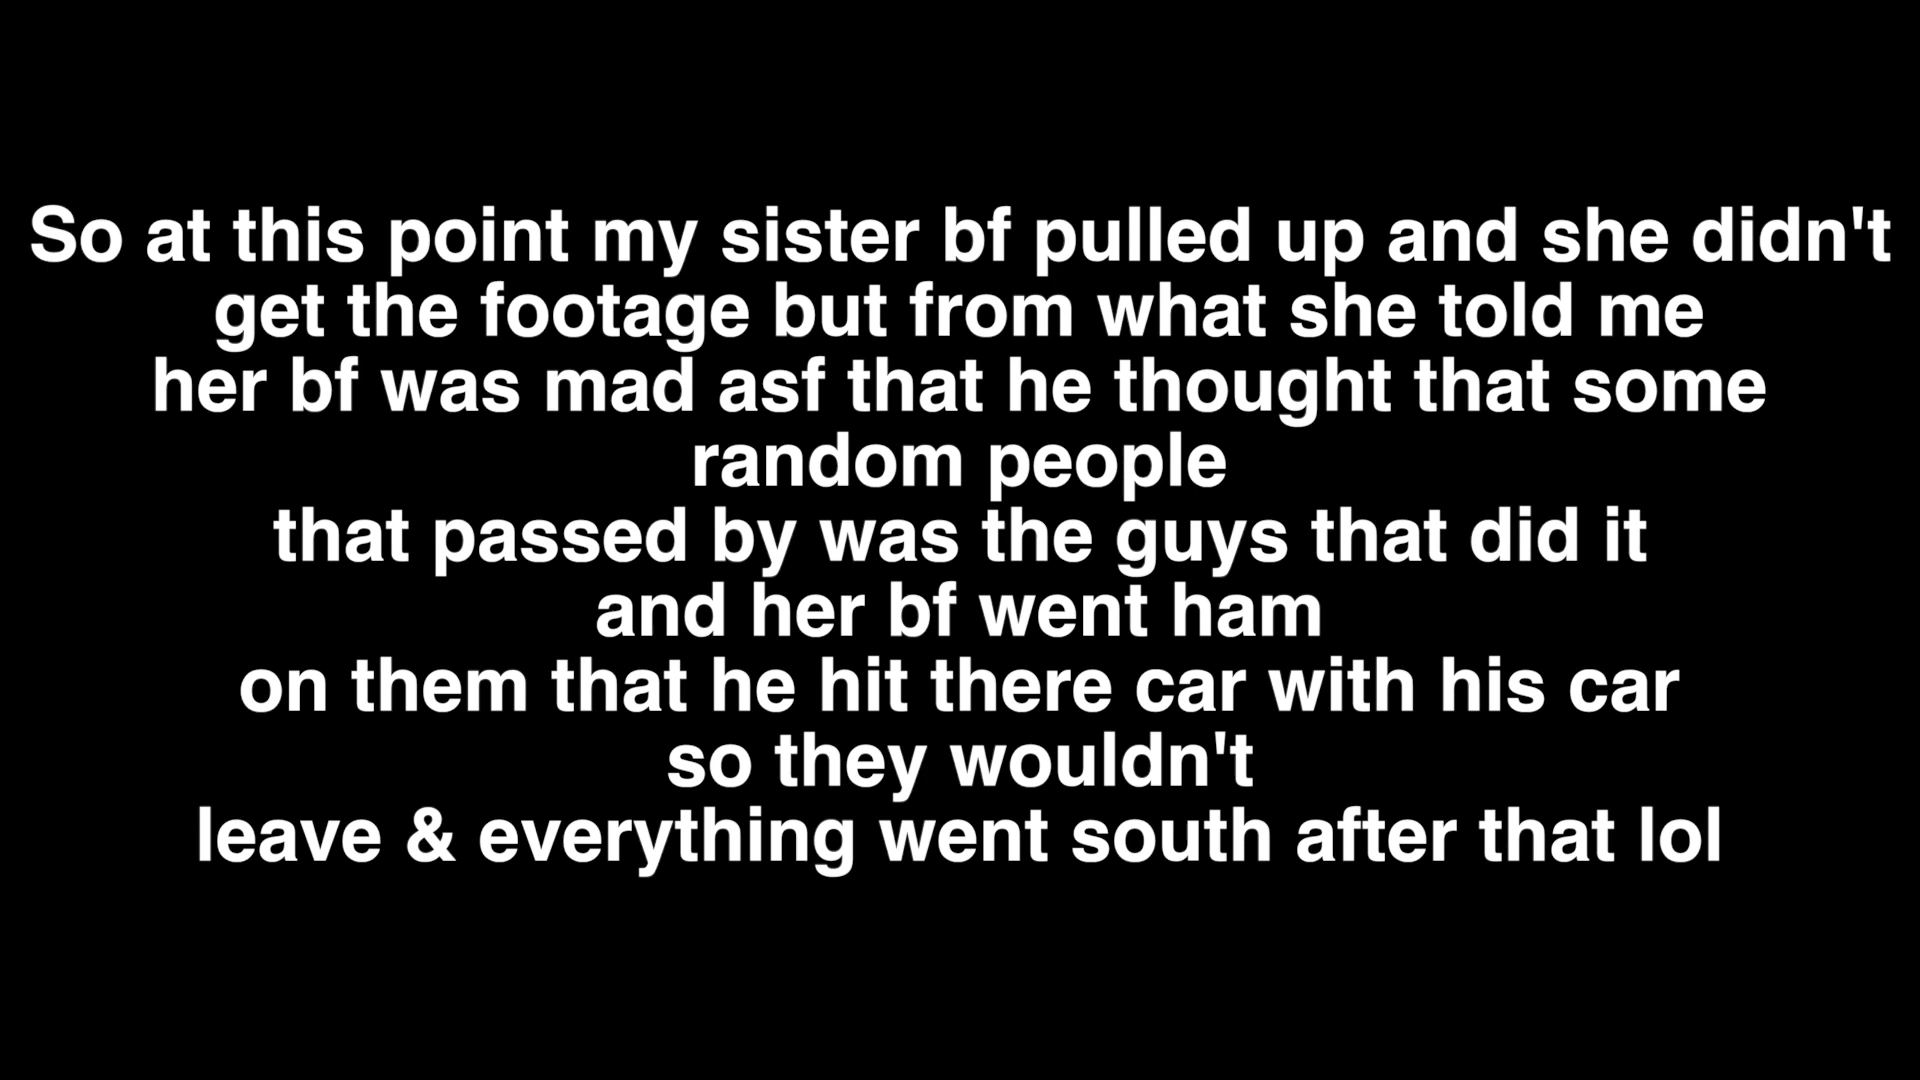 So at this point my sister bf pulled up and she didn't
get the footage but from what she told me
her bf was mad asf that he thought that some
random people
that passed by was the guys that did it
and her bf went ham
on them that he hit there car with his car
so they wouldn't
leave & everything went south after that lol